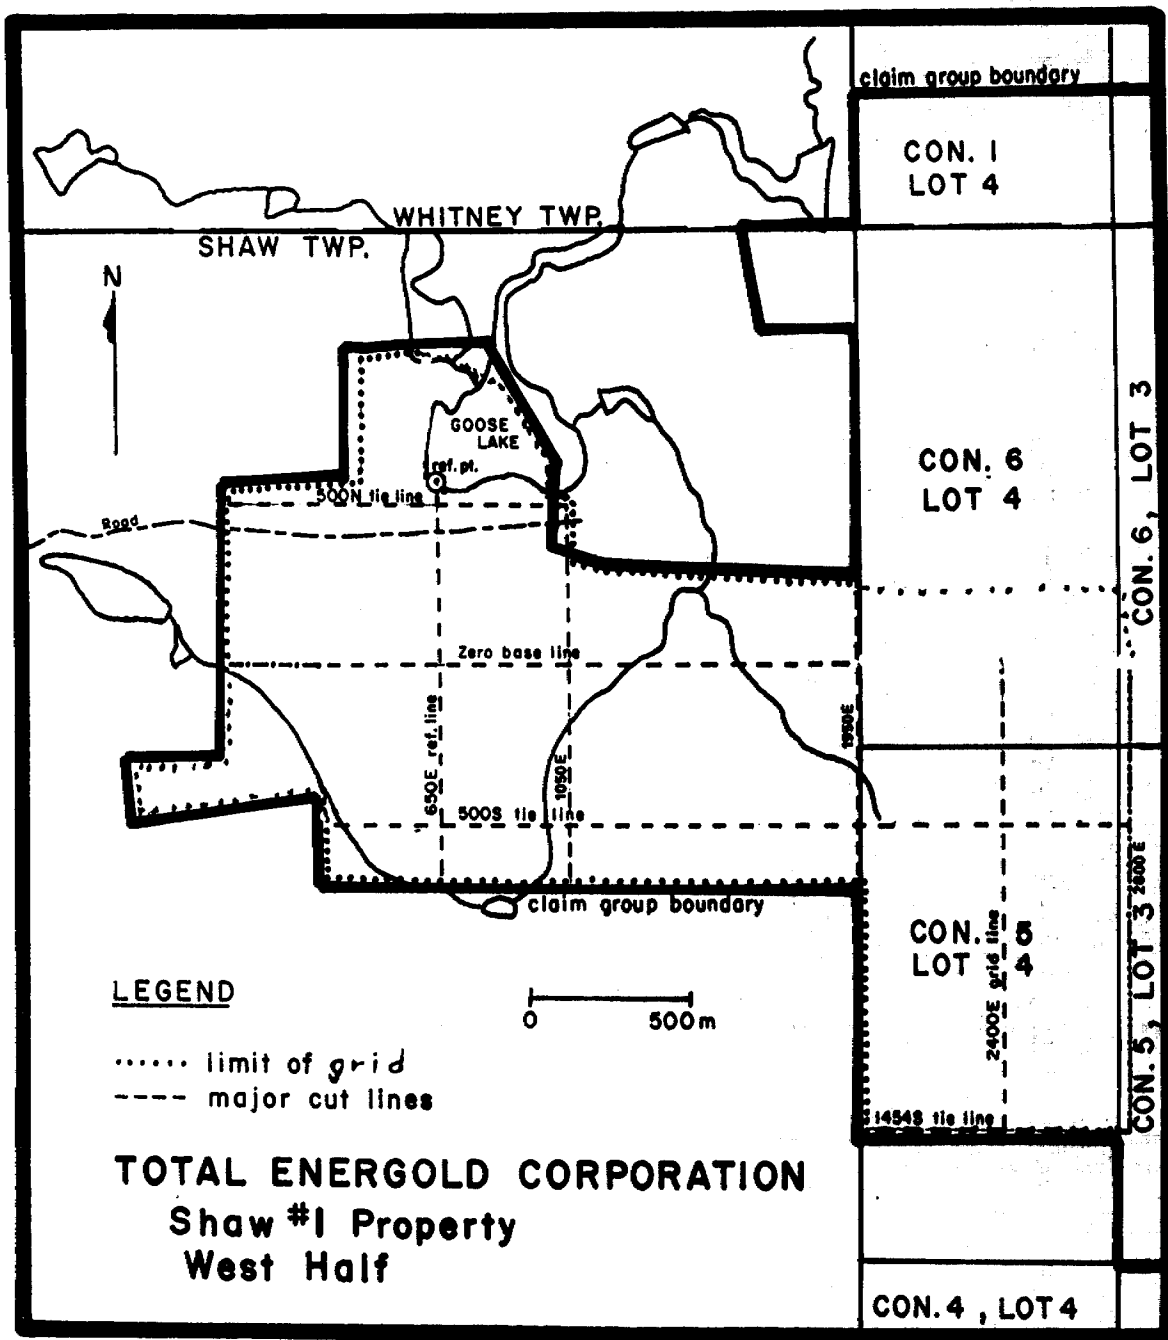 claim group boundary
CON. 1
LOT 4
WHITNEY TWP.
SHAW TWP.
N
GOOSE
LAKE
CON. 6
LOT 4
CON. 6, LOT 3
ref. pt.
500N tie line
Road
Zero base line
650E ref. line
1050E
1950E
500S tie line
2800E
claim group boundary
CON. 5
LOT 4
2400E grid line
CON. 5, LOT 3
LEGEND
0 500m
...... limit of grid
---- major cut lines
1454S tie line
TOTAL ENERGOLD CORPORATION
Shaw #1 Property
West Half
CON. 4 , LOT 4